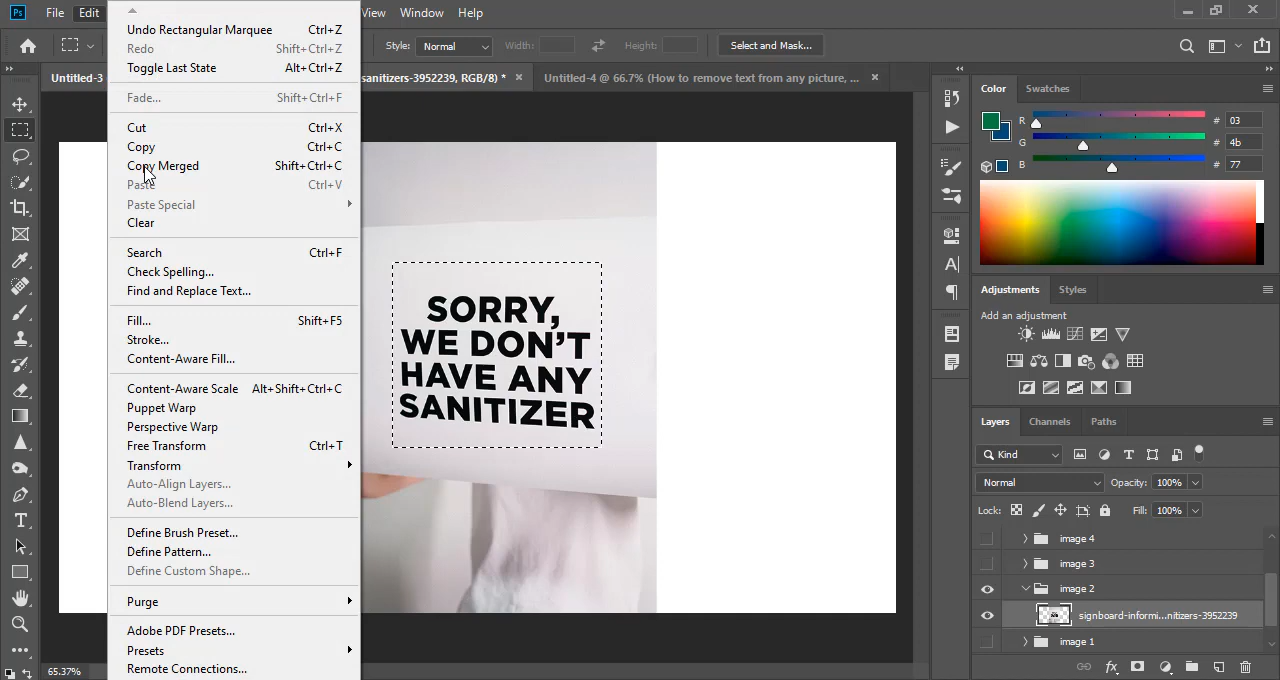 Ps File Edit View Window Help
Style: Normal Width: Height: Select and Mask...
Untitled-3 sanitizers-3952239, RGB/8) * × Untitled-4 @ 66.7% (How to remove text from any picture, ... ×
Undo Rectangular Marquee Ctrl+Z
Redo Shift+Ctrl+Z
Toggle Last State Alt+Ctrl+Z
Fade... Shift+Ctrl+F
Cut Ctrl+X
Copy Ctrl+C
Copy Merged Shift+Ctrl+C
Paste Ctrl+V
Paste Special
Clear
Search Ctrl+F
Check Spelling...
Find and Replace Text...
Fill... Shift+F5
Stroke...
Content-Aware Fill...
Content-Aware Scale Alt+Shift+Ctrl+C
Puppet Warp
Perspective Warp
Free Transform Ctrl+T
Transform
Auto-Align Layers...
Auto-Blend Layers...
Define Brush Preset...
Define Pattern...
Define Custom Shape...
Purge
Adobe PDF Presets...
Presets
Remote Connections...
65.37%
SORRY,
WE DON'T
HAVE ANY
SANITIZER
Color Swatches
R # 03
G # 4b
B # 77
Adjustments Styles
Add an adjustment
Layers Channels Paths
Kind
Normal Opacity: 100%
Lock: Fill: 100%
image 4
image 3
image 2
signboard-informi...nitizers-3952239
image 1